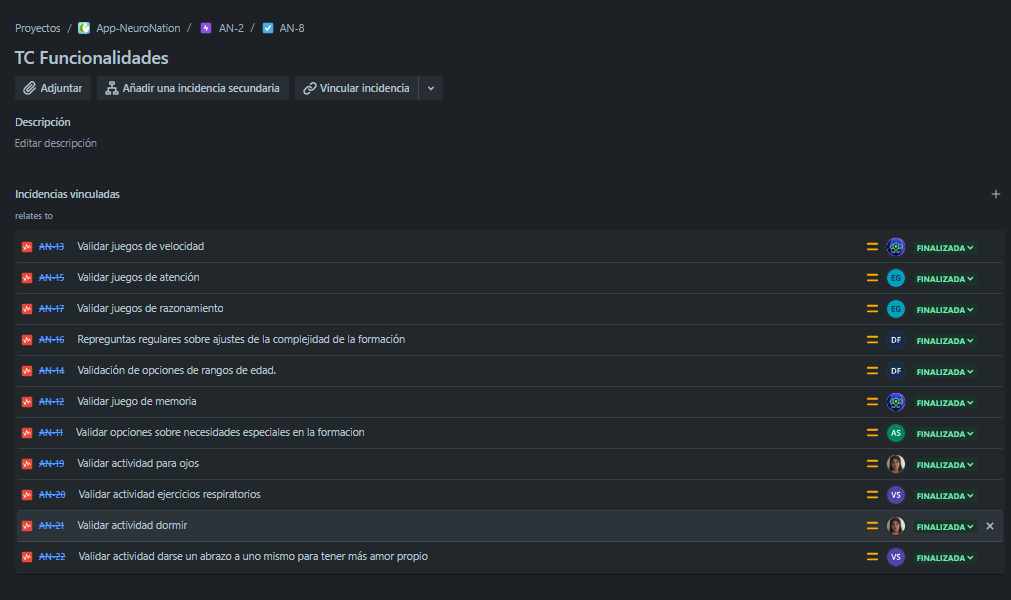 Proyectos / App-NeuroNation / AN-2 / AN-8
TC Funcionalidades
Adjuntar Añadir una incidencia secundaria Vincular incidencia
Descripción
Editar descripción
Incidencias vinculadas
relates to
AN-13 Validar juegos de velocidad FINALIZADA
AN-15 Validar juegos de atención EG FINALIZADA
AN-17 Validar juegos de razonamiento EG FINALIZADA
AN-16 Repreguntas regulares sobre ajustes de la complejidad de la formación DF FINALIZADA
AN-14 Validación de opciones de rangos de edad. DF FINALIZADA
AN-12 Validar juego de memoria FINALIZADA
AN-11 Validar opciones sobre necesidades especiales en la formacion AS FINALIZADA
AN-19 Validar actividad para ojos FINALIZADA
AN-20 Validar actividad ejercicios respiratorios VS FINALIZADA
AN-21 Validar actividad dormir FINALIZADA
AN-22 Validar actividad darse un abrazo a uno mismo para tener más amor propio VS FINALIZADA